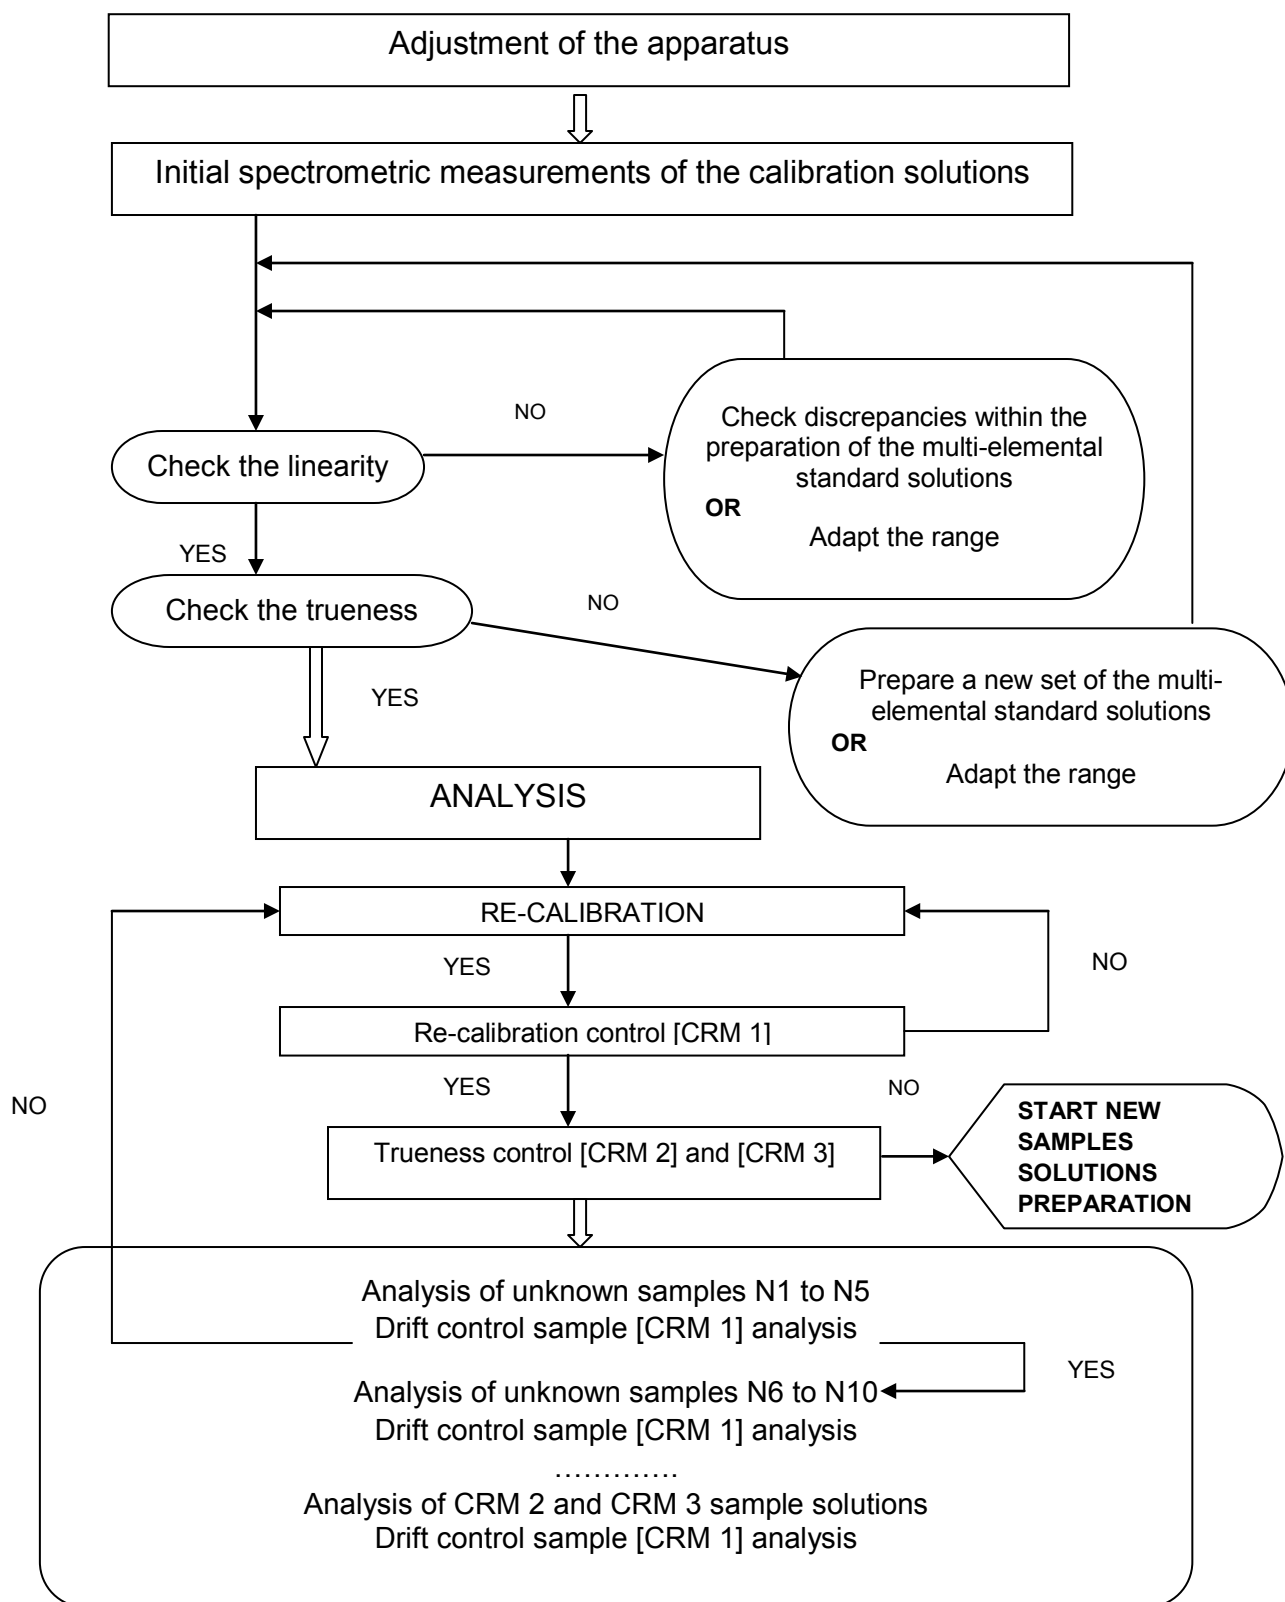 Adjustment of the apparatus
Initial spectrometric measurements of the calibration solutions
NO
Check discrepancies within the
preparation of the multi-elemental
standard solutions
OR
Adapt the range
Check the linearity
YES
Check the trueness
NO
YES
Prepare a new set of the multi-
elemental standard solutions
OR
Adapt the range
ANALYSIS
RE-CALIBRATION
YES
NO
Re-calibration control [CRM 1]
YES
NO
NO
Trueness control [CRM 2] and [CRM 3]
START NEW
SAMPLES
SOLUTIONS
PREPARATION
Analysis of unknown samples N1 to N5
Drift control sample [CRM 1] analysis
YES
Analysis of unknown samples N6 to N10
Drift control sample [CRM 1] analysis
………….
Analysis of CRM 2 and CRM 3 sample solutions
Drift control sample [CRM 1] analysis